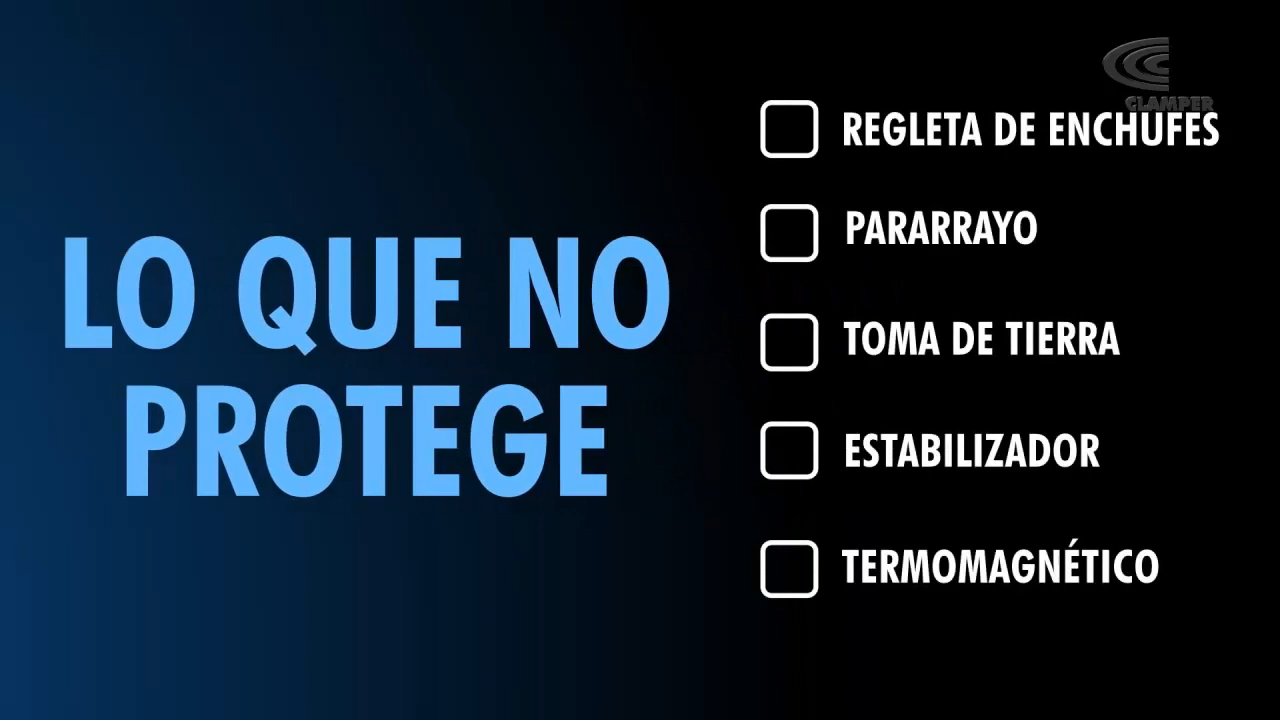 CLAMPER
LO QUE NO
PROTEGE
REGLETA DE ENCHUFES
PARARRAYO
TOMA DE TIERRA
ESTABILIZADOR
TERMOMAGNÉTICO